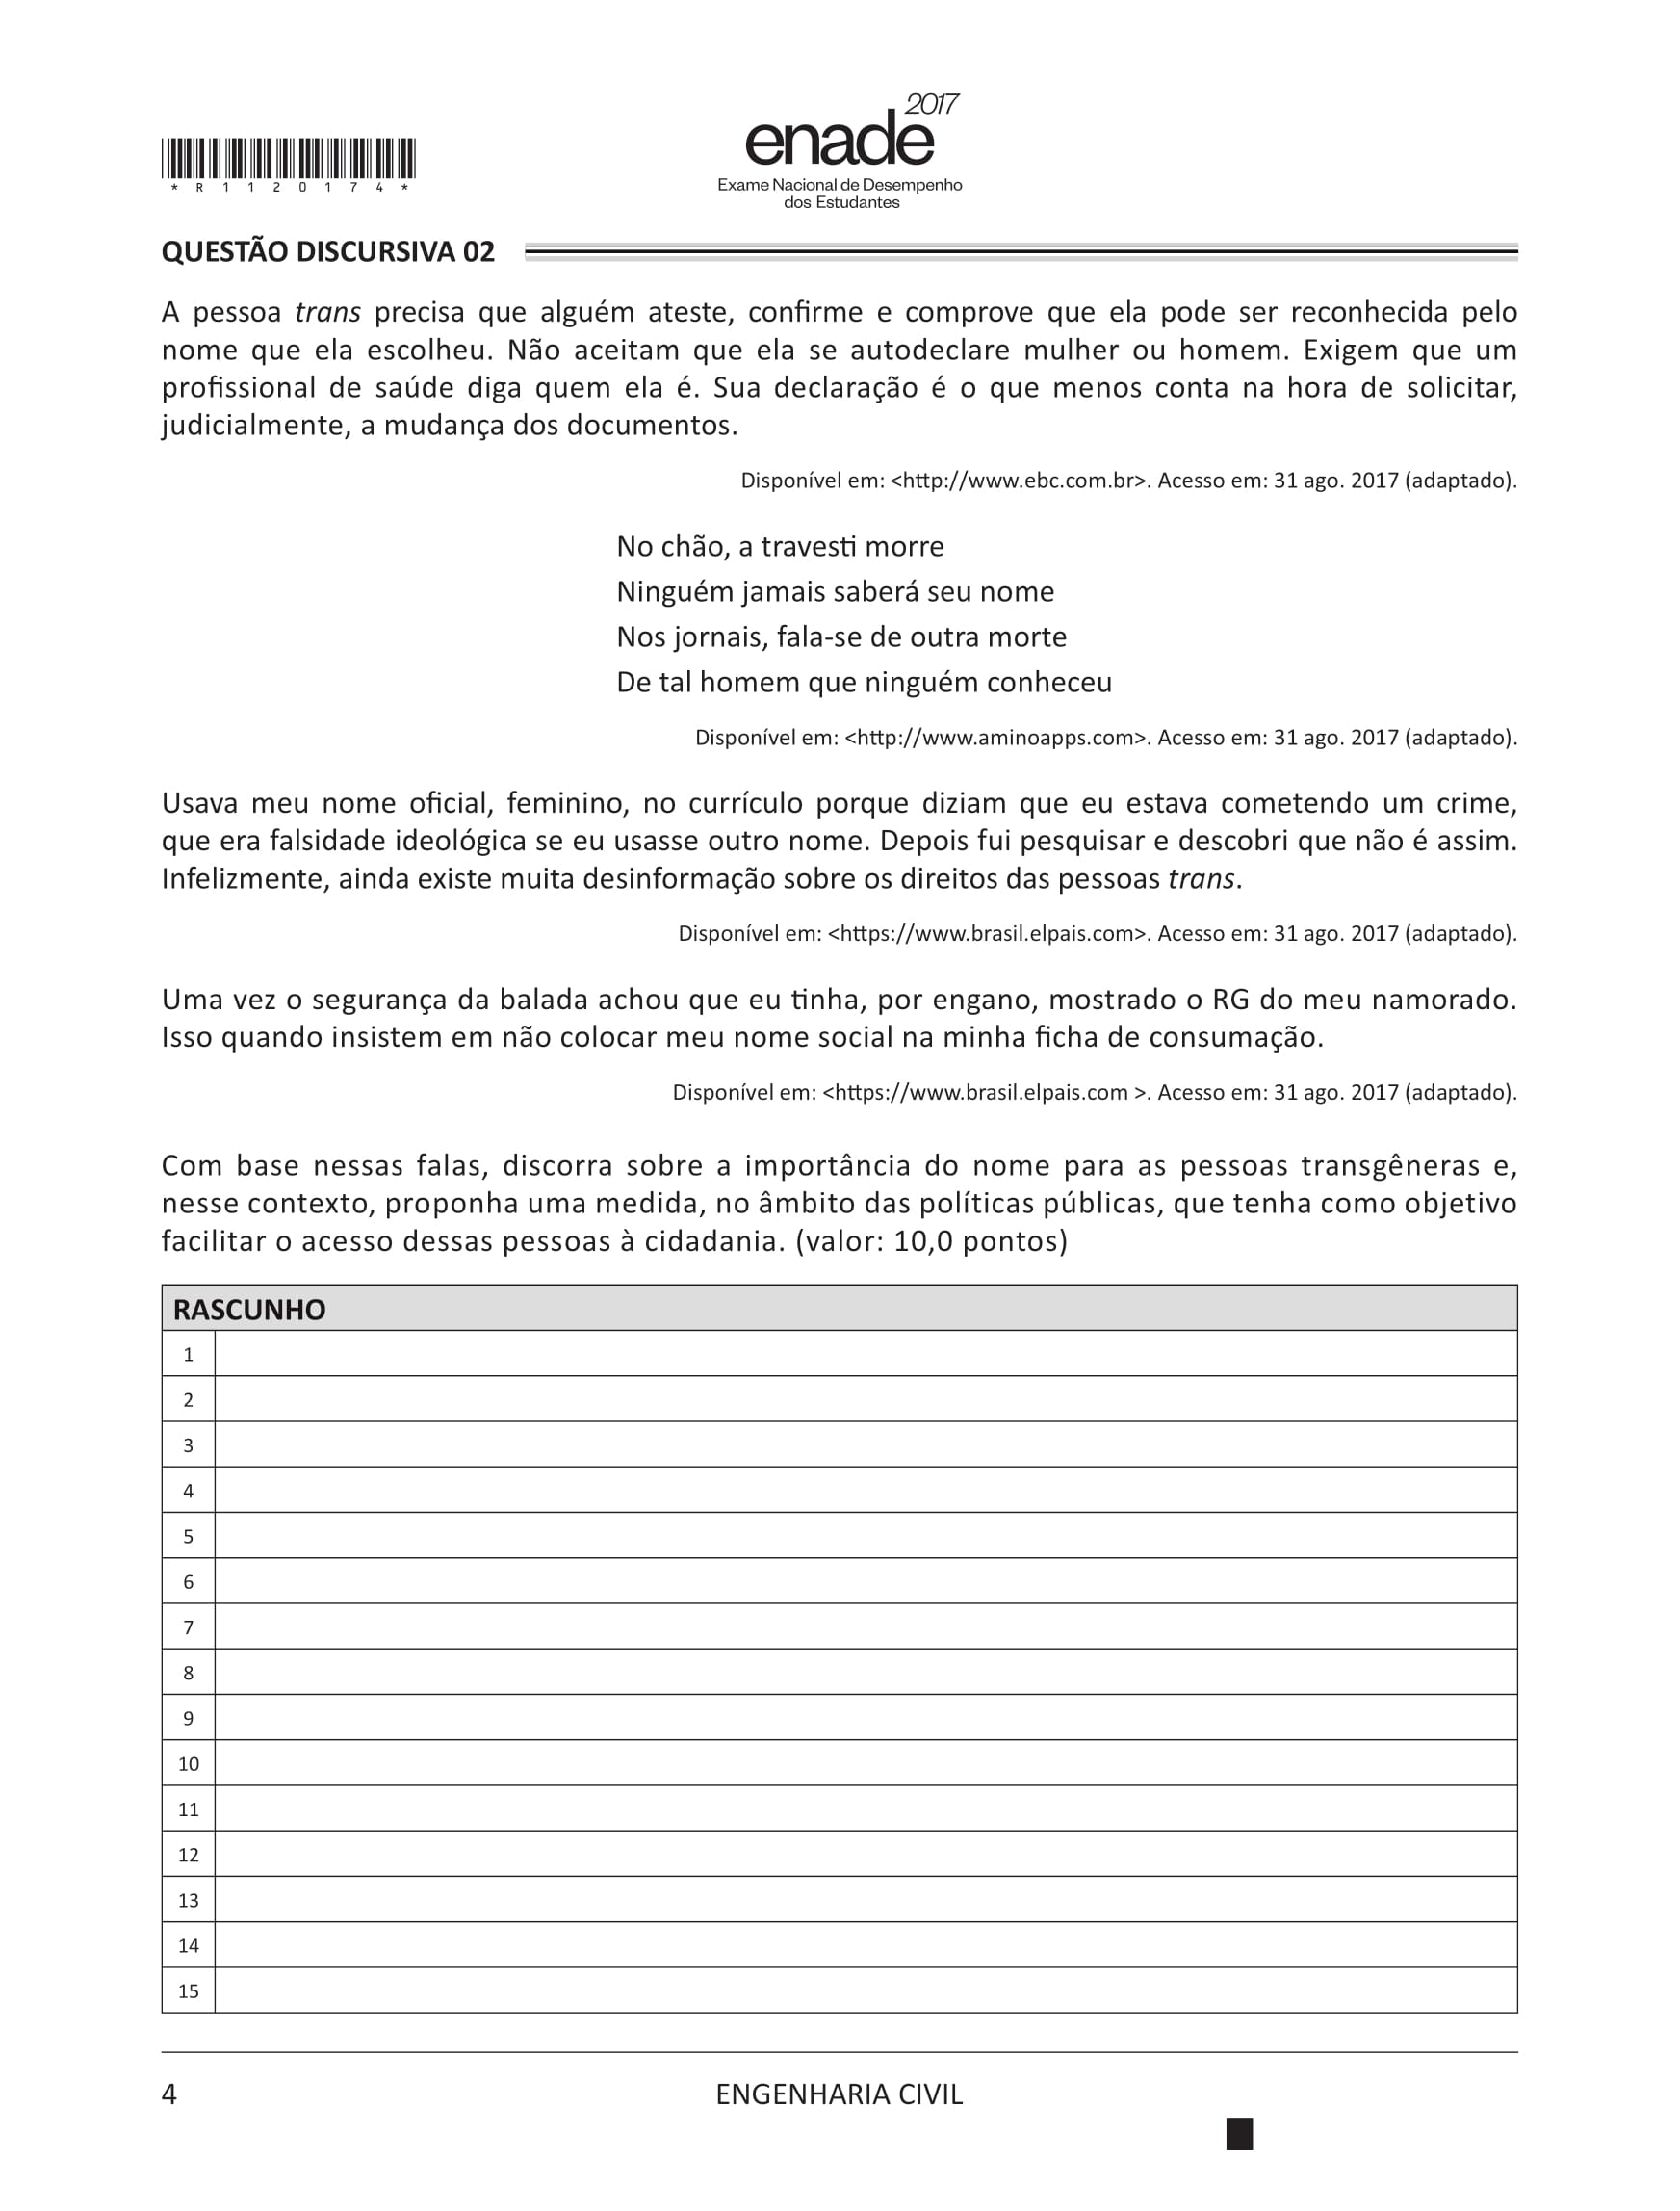 2017
enade
Exame Nacional de Desempenho
dos Estudantes
* R 1 1 2 0 1 7 4 *
QUESTÃO DISCURSIVA 02
A pessoa trans precisa que alguém ateste, confirme e comprove que ela pode ser reconhecida pelo
nome que ela escolheu. Não aceitam que ela se autodeclare mulher ou homem. Exigem que um
profissional de saúde diga quem ela é. Sua declaração é o que menos conta na hora de solicitar,
judicialmente, a mudança dos documentos.
Disponível em: <http://www.ebc.com.br>. Acesso em: 31 ago. 2017 (adaptado).
No chão, a travesti morre
Ninguém jamais saberá seu nome
Nos jornais, fala-se de outra morte
De tal homem que ninguém conheceu
Disponível em: <http://www.aminoapps.com>. Acesso em: 31 ago. 2017 (adaptado).
Usava meu nome oficial, feminino, no currículo porque diziam que eu estava cometendo um crime,
que era falsidade ideológica se eu usasse outro nome. Depois fui pesquisar e descobri que não é assim.
Infelizmente, ainda existe muita desinformação sobre os direitos das pessoas trans.
Disponível em: <https://www.brasil.elpais.com>. Acesso em: 31 ago. 2017 (adaptado).
Uma vez o segurança da balada achou que eu tinha, por engano, mostrado o RG do meu namorado.
Isso quando insistem em não colocar meu nome social na minha ficha de consumação.
Disponível em: <https://www.brasil.elpais.com >. Acesso em: 31 ago. 2017 (adaptado).
Com base nessas falas, discorra sobre a importância do nome para as pessoas transgêneras e,
nesse contexto, proponha uma medida, no âmbito das políticas públicas, que tenha como objetivo
facilitar o acesso dessas pessoas à cidadania. (valor: 10,0 pontos)
RASCUNHO
1
2
3
4
5
6
7
8
9
10
11
12
13
14
15
4
ENGENHARIA CIVIL